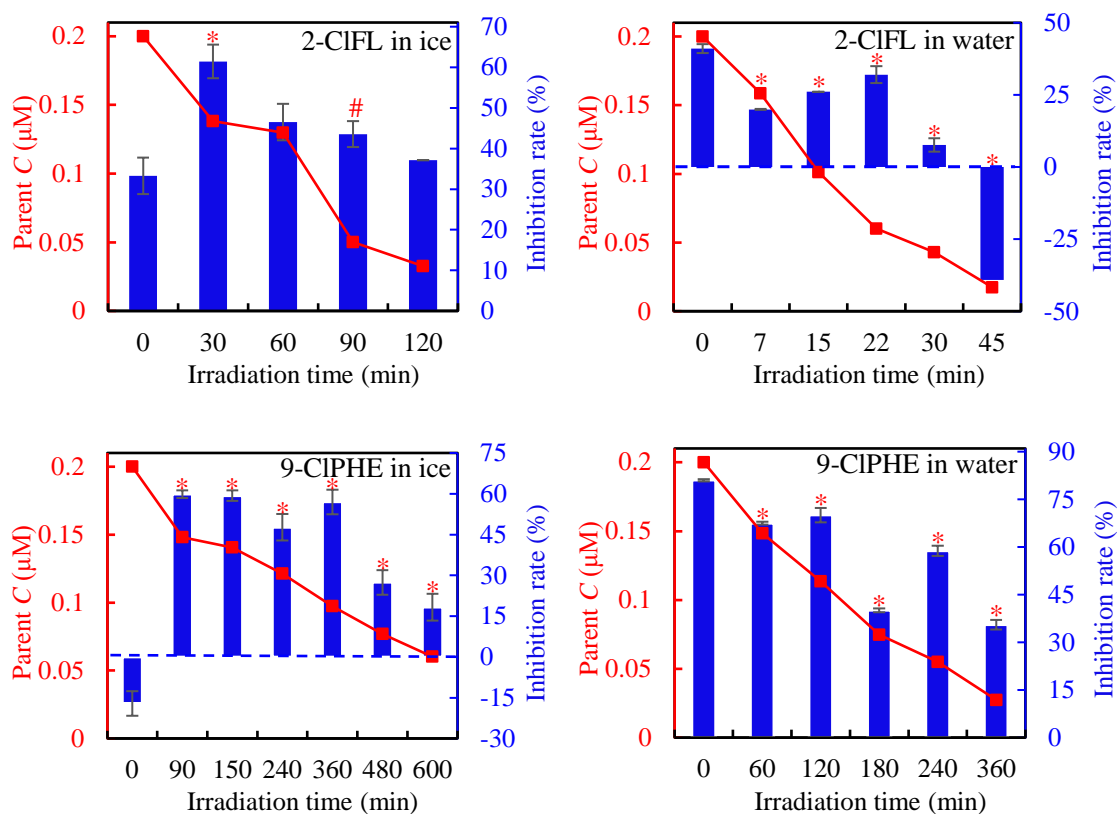 2-ClFL in ice
Parent C (µM)
0.2
0.15
0.1
0.05
0
70
60
50
40
30
20
10
0
Inhibition rate (%)
*
#
0 30 60 90 120
Irradiation time (min)
2-ClFL in water
Parent C (µM)
0.2
0.15
0.1
0.05
0
50
25
0
-25
-50
Inhibition rate (%)
* * * * *
0 7 15 22 30 45
Irradiation time (min)
9-ClPHE in ice
Parent C (µM)
0.2
0.15
0.1
0.05
0
75
60
45
30
15
0
-15
-30
Inhibition rate (%)
* * * * * *
0 90 150 240 360 480 600
Irradiation time (min)
9-ClPHE in water
Parent C (µM)
0.2
0.15
0.1
0.05
0
90
75
60
45
30
15
0
Inhibition rate (%)
* * * * *
0 60 120 180 240 360
Irradiation time (min)